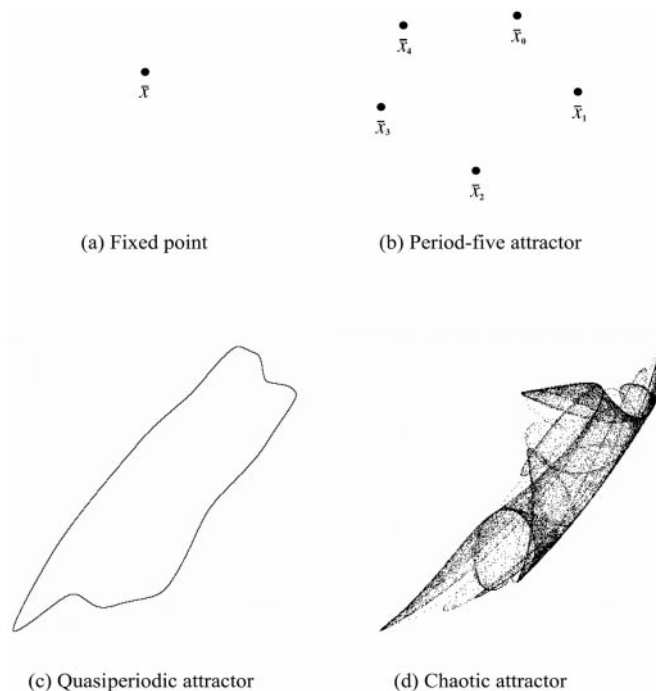 x̄₄
x̄₀
x̄
x̄₃
x̄₁
x̄₂
(a) Fixed point
(b) Period-five attractor
(c) Quasiperiodic attractor
(d) Chaotic attractor